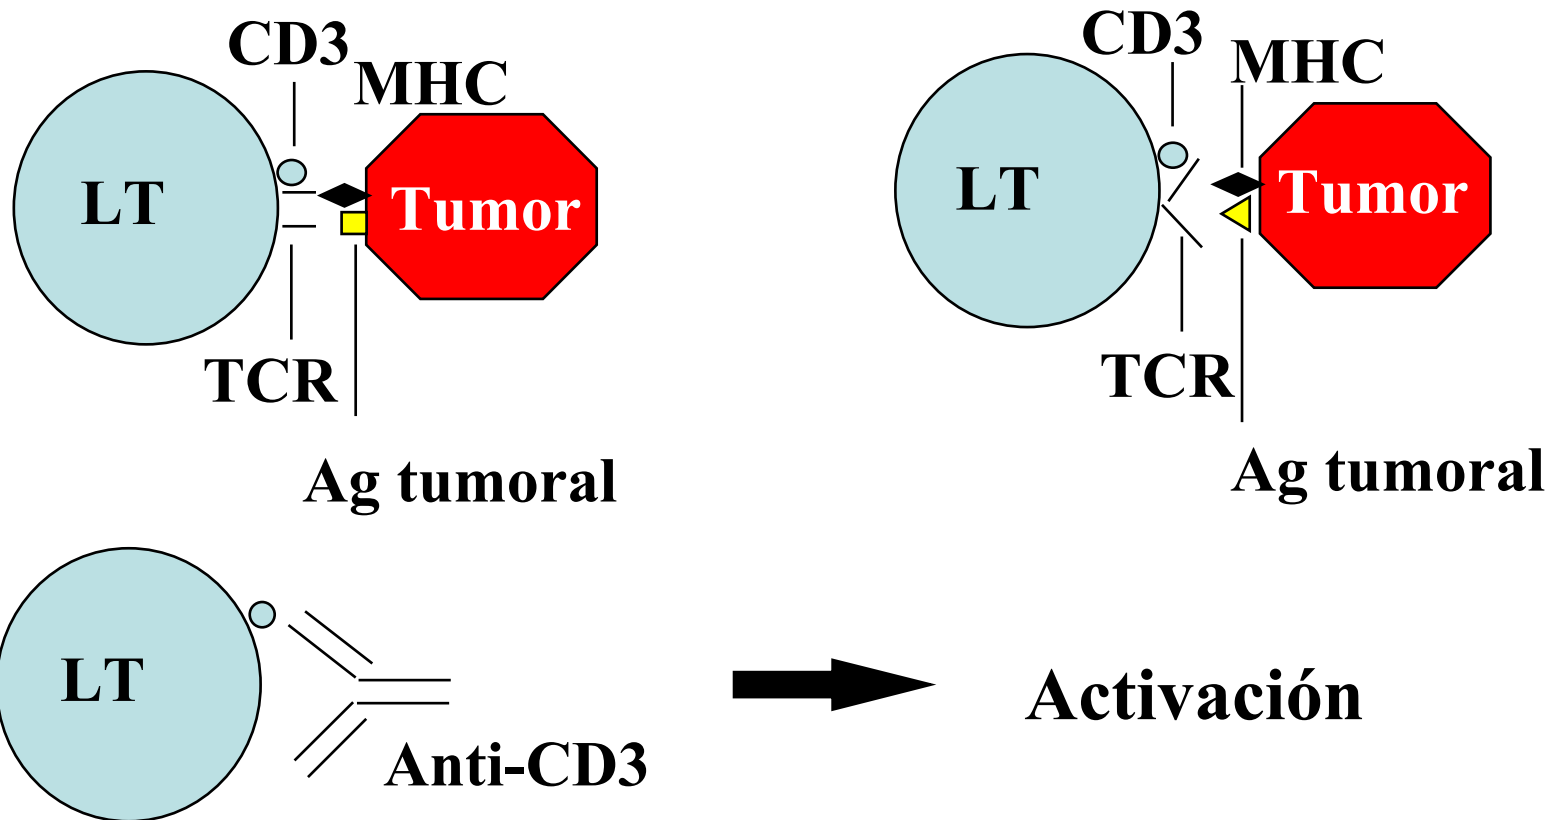 CD3
MHC
LT
Tumor
TCR
Ag tumoral
CD3
MHC
LT
Tumor
TCR
Ag tumoral
LT
Anti-CD3
Activación